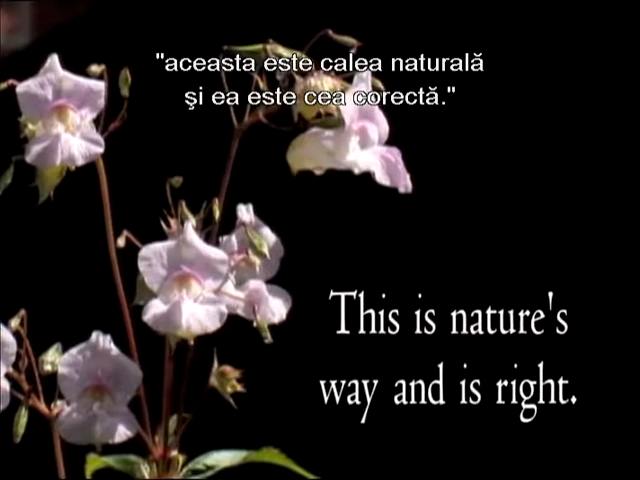 "aceasta este calea naturală
şi ea este cea corectă."
This is nature's
way and is right.